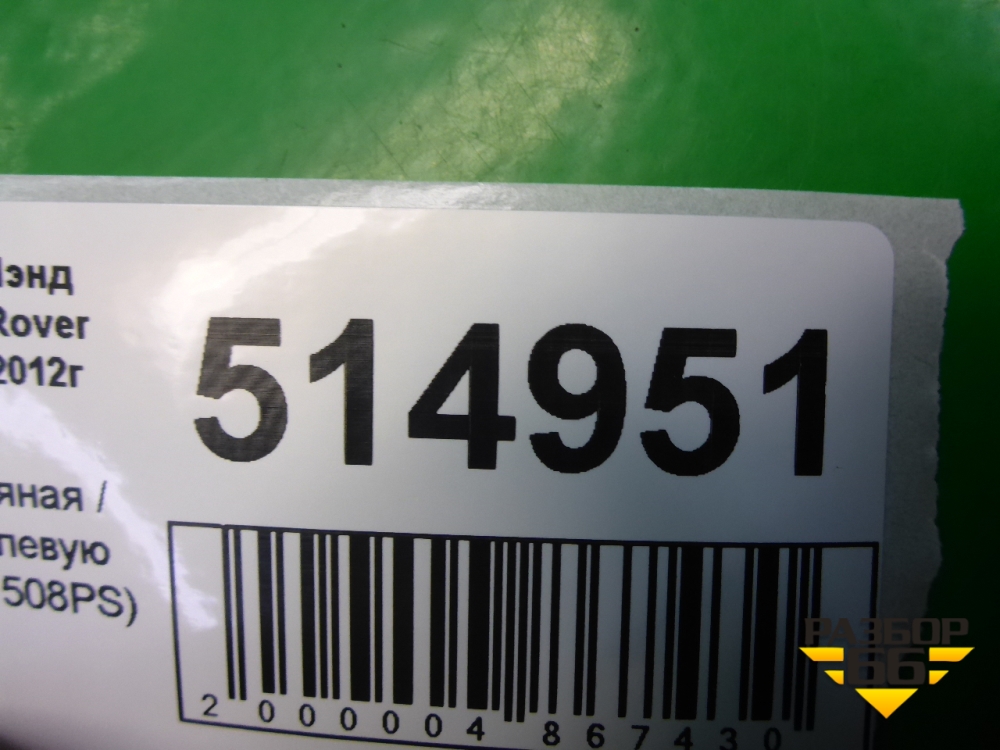 лэнд
Rover
2012г
514951
яная /
левую
508PS)
2 000004 867430
РАЗБОР
66